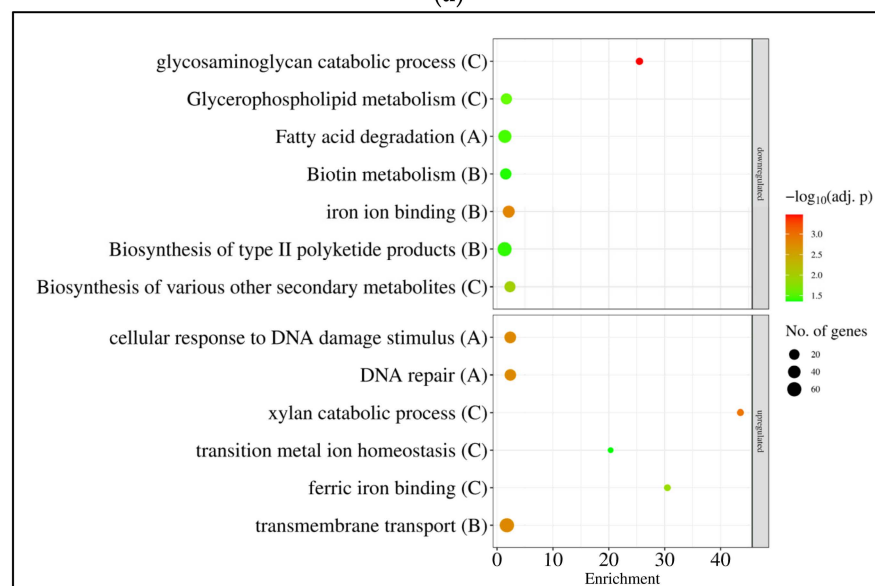 glycosaminoglycan catabolic process (C)
Glycerophospholipid metabolism (C)
Fatty acid degradation (A)
Biotin metabolism (B)
iron ion binding (B)
Biosynthesis of type II polyketide products (B)
Biosynthesis of various other secondary metabolites (C)
downregulated
cellular response to DNA damage stimulus (A)
DNA repair (A)
xylan catabolic process (C)
transition metal ion homeostasis (C)
ferric iron binding (C)
transmembrane transport (B)
upregulated
0 10 20 30 40
Enrichment
−log10(adj. p)
3.0
2.5
2.0
1.5
No. of genes
20
40
60